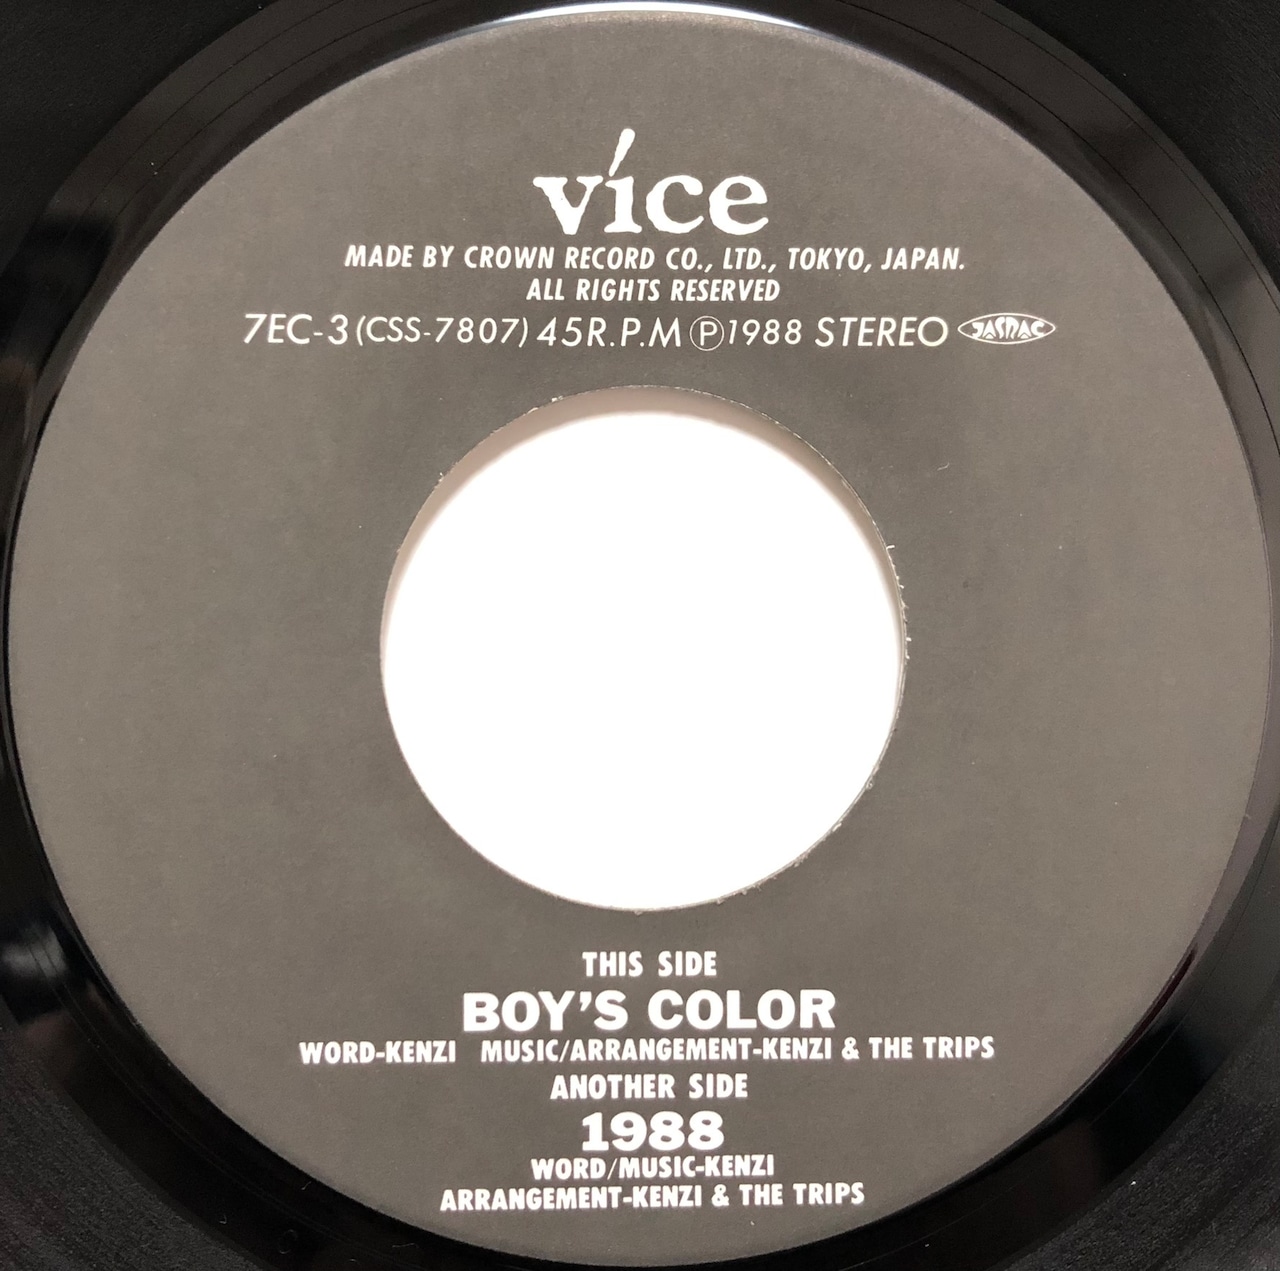 více
MADE BY CROWN RECORD CO., LTD., TOKYO, JAPAN.
ALL RIGHTS RESERVED
7EC-3 (CSS-7807) 45R.P.M Ⓟ1988 STEREO JASRAC
THIS SIDE
BOY'S COLOR
WORD-KENZI MUSIC/ARRANGEMENT-KENZI & THE TRIPS
ANOTHER SIDE
1988
WORD/MUSIC-KENZI
ARRANGEMENT-KENZI & THE TRIPS